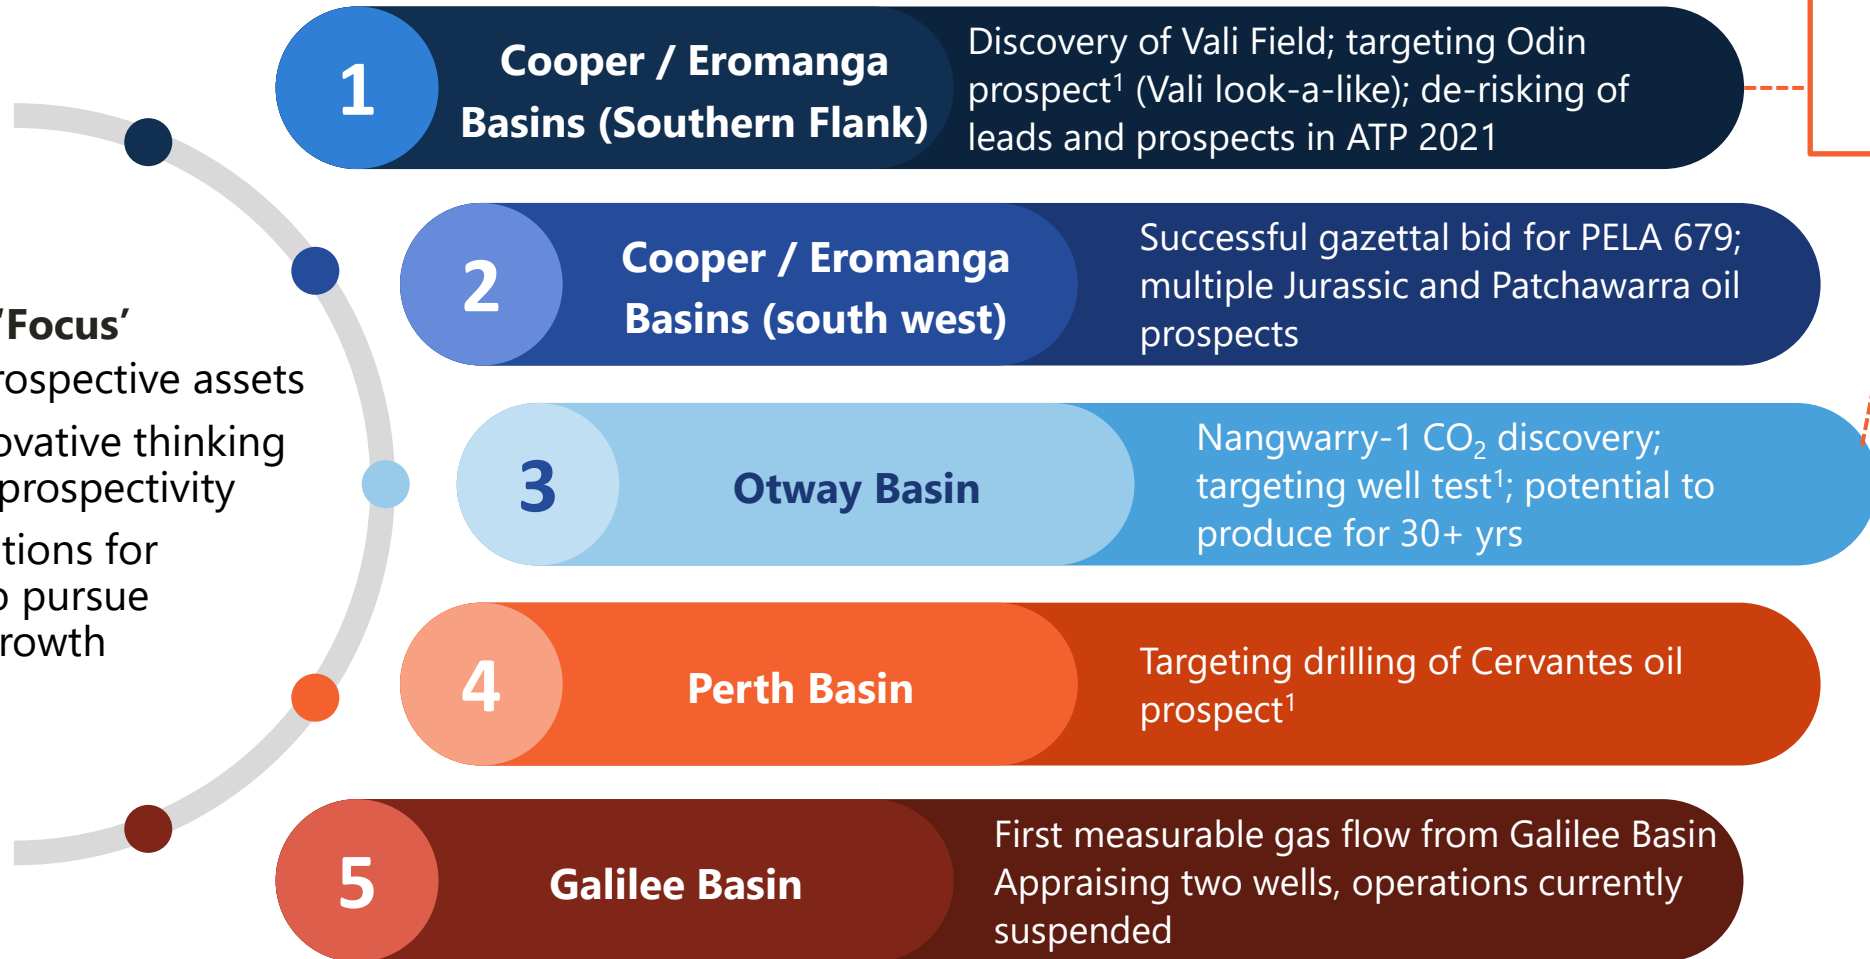 1
Cooper / Eromanga
Basins (Southern Flank)
Discovery of Vali Field; targeting Odin
prospect¹ (Vali look-a-like); de-risking of
leads and prospects in ATP 2021
2
Cooper / Eromanga
Basins (south west)
Successful gazettal bid for PELA 679;
multiple Jurassic and Patchawarra oil
prospects
'Focus'
assets
thinking
prospectivity
for
pursue
3
Otway Basin
Nangwarry-1 CO₂ discovery;
targeting well test¹; potential to
produce for 30+ yrs
4
Perth Basin
Targeting drilling of Cervantes oil
prospect¹
5
Galilee Basin
First measurable gas flow from Galilee Basin
Appraising two wells, operations currently
suspended